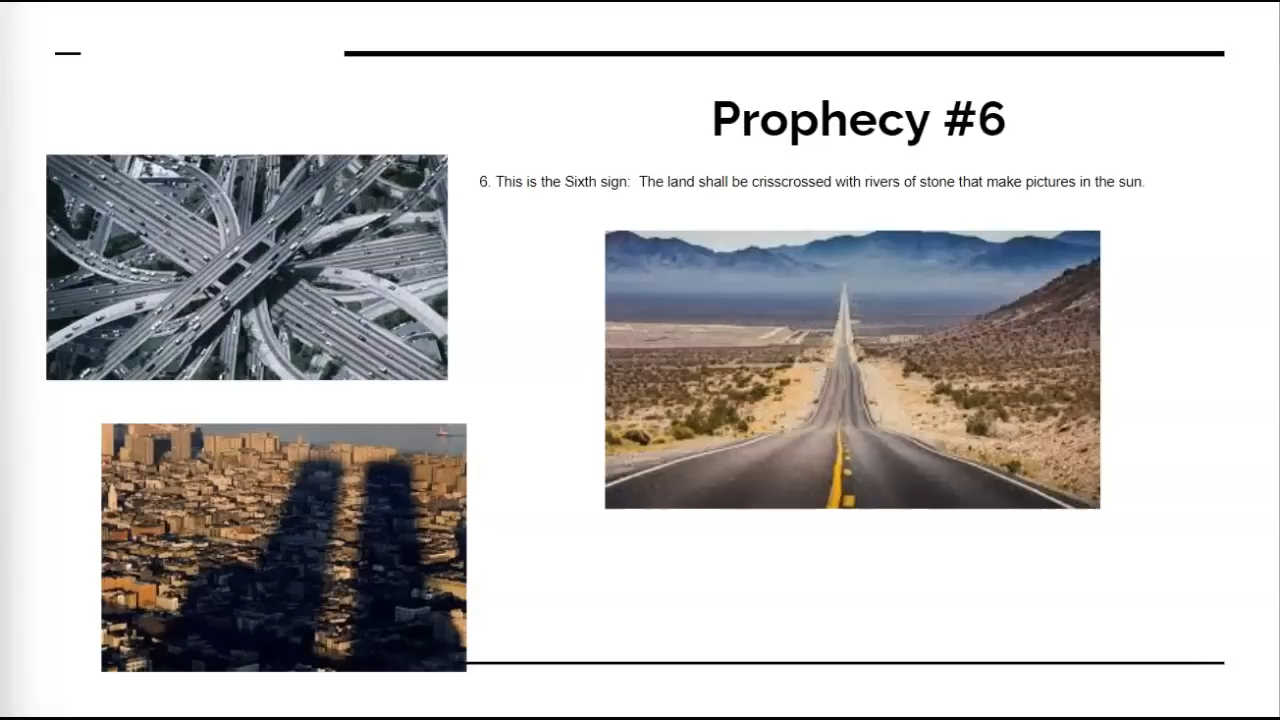 Prophecy #6
6. This is the Sixth sign:  The land shall be crisscrossed with rivers of stone that make pictures in the sun.